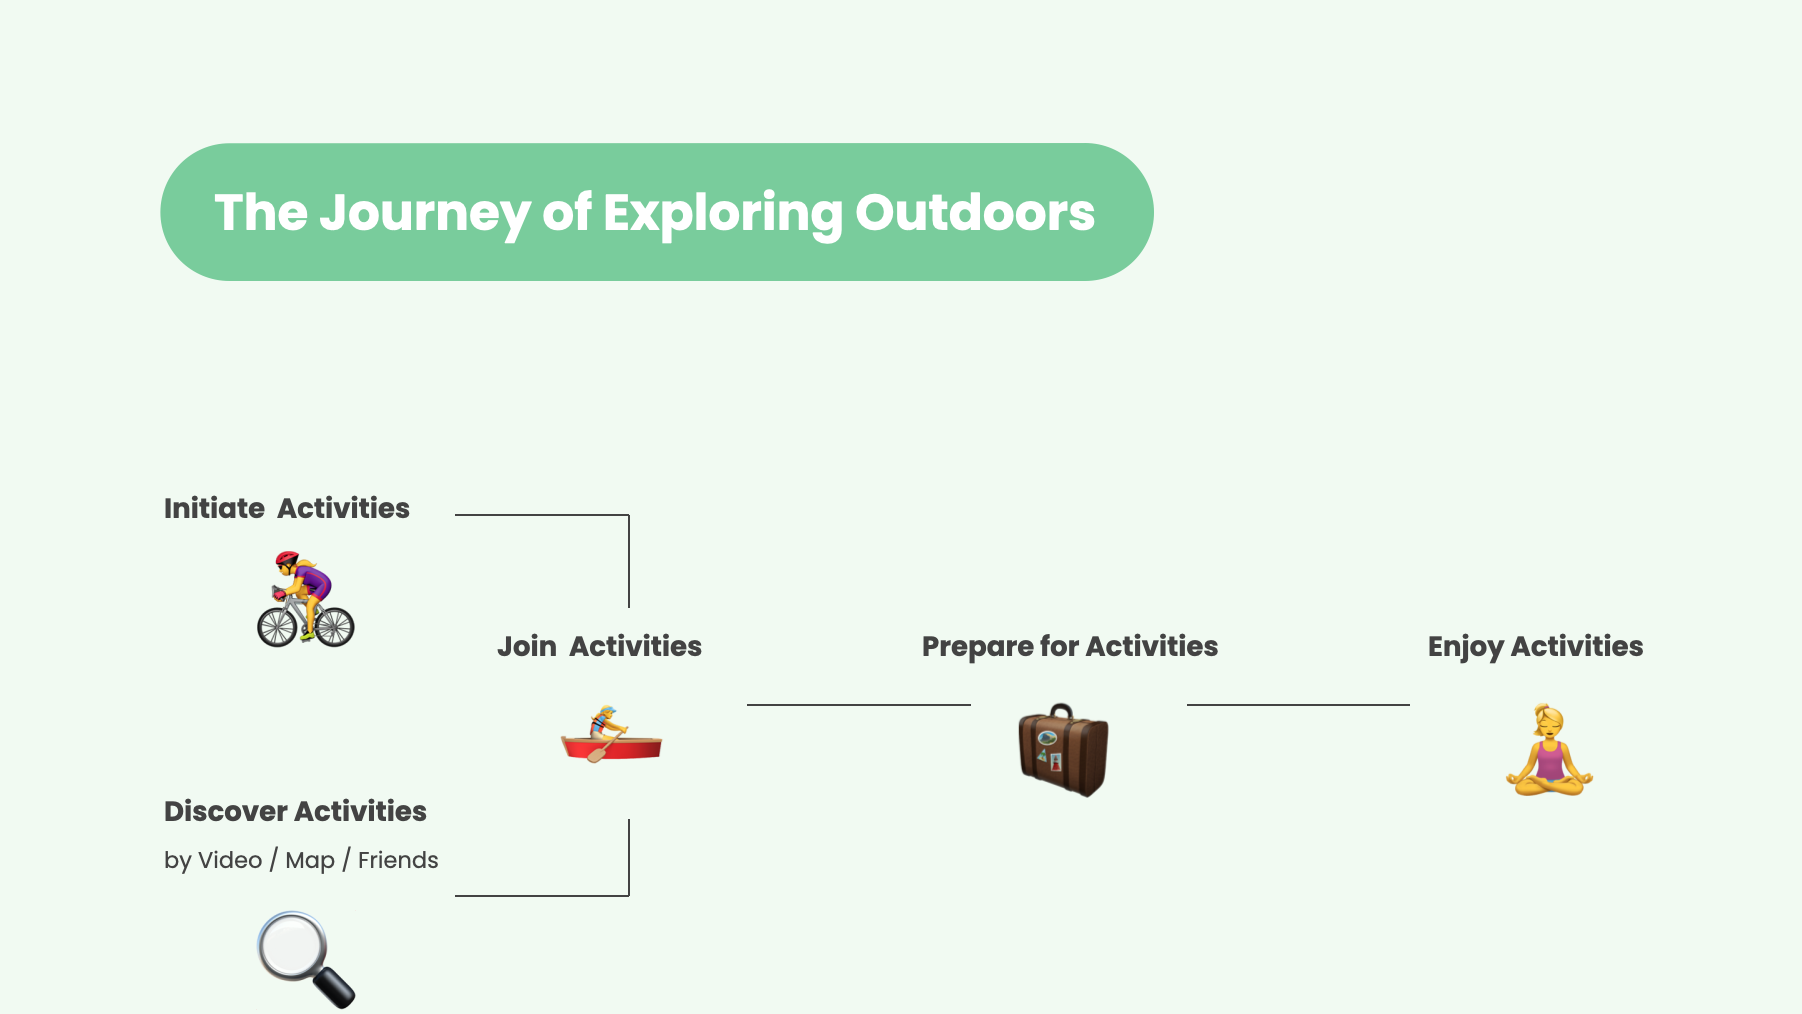 The Journey of Exploring Outdoors
Initiate  Activities
Join  Activities
Prepare for Activities
Enjoy Activities
Discover Activities
by Video / Map / Friends